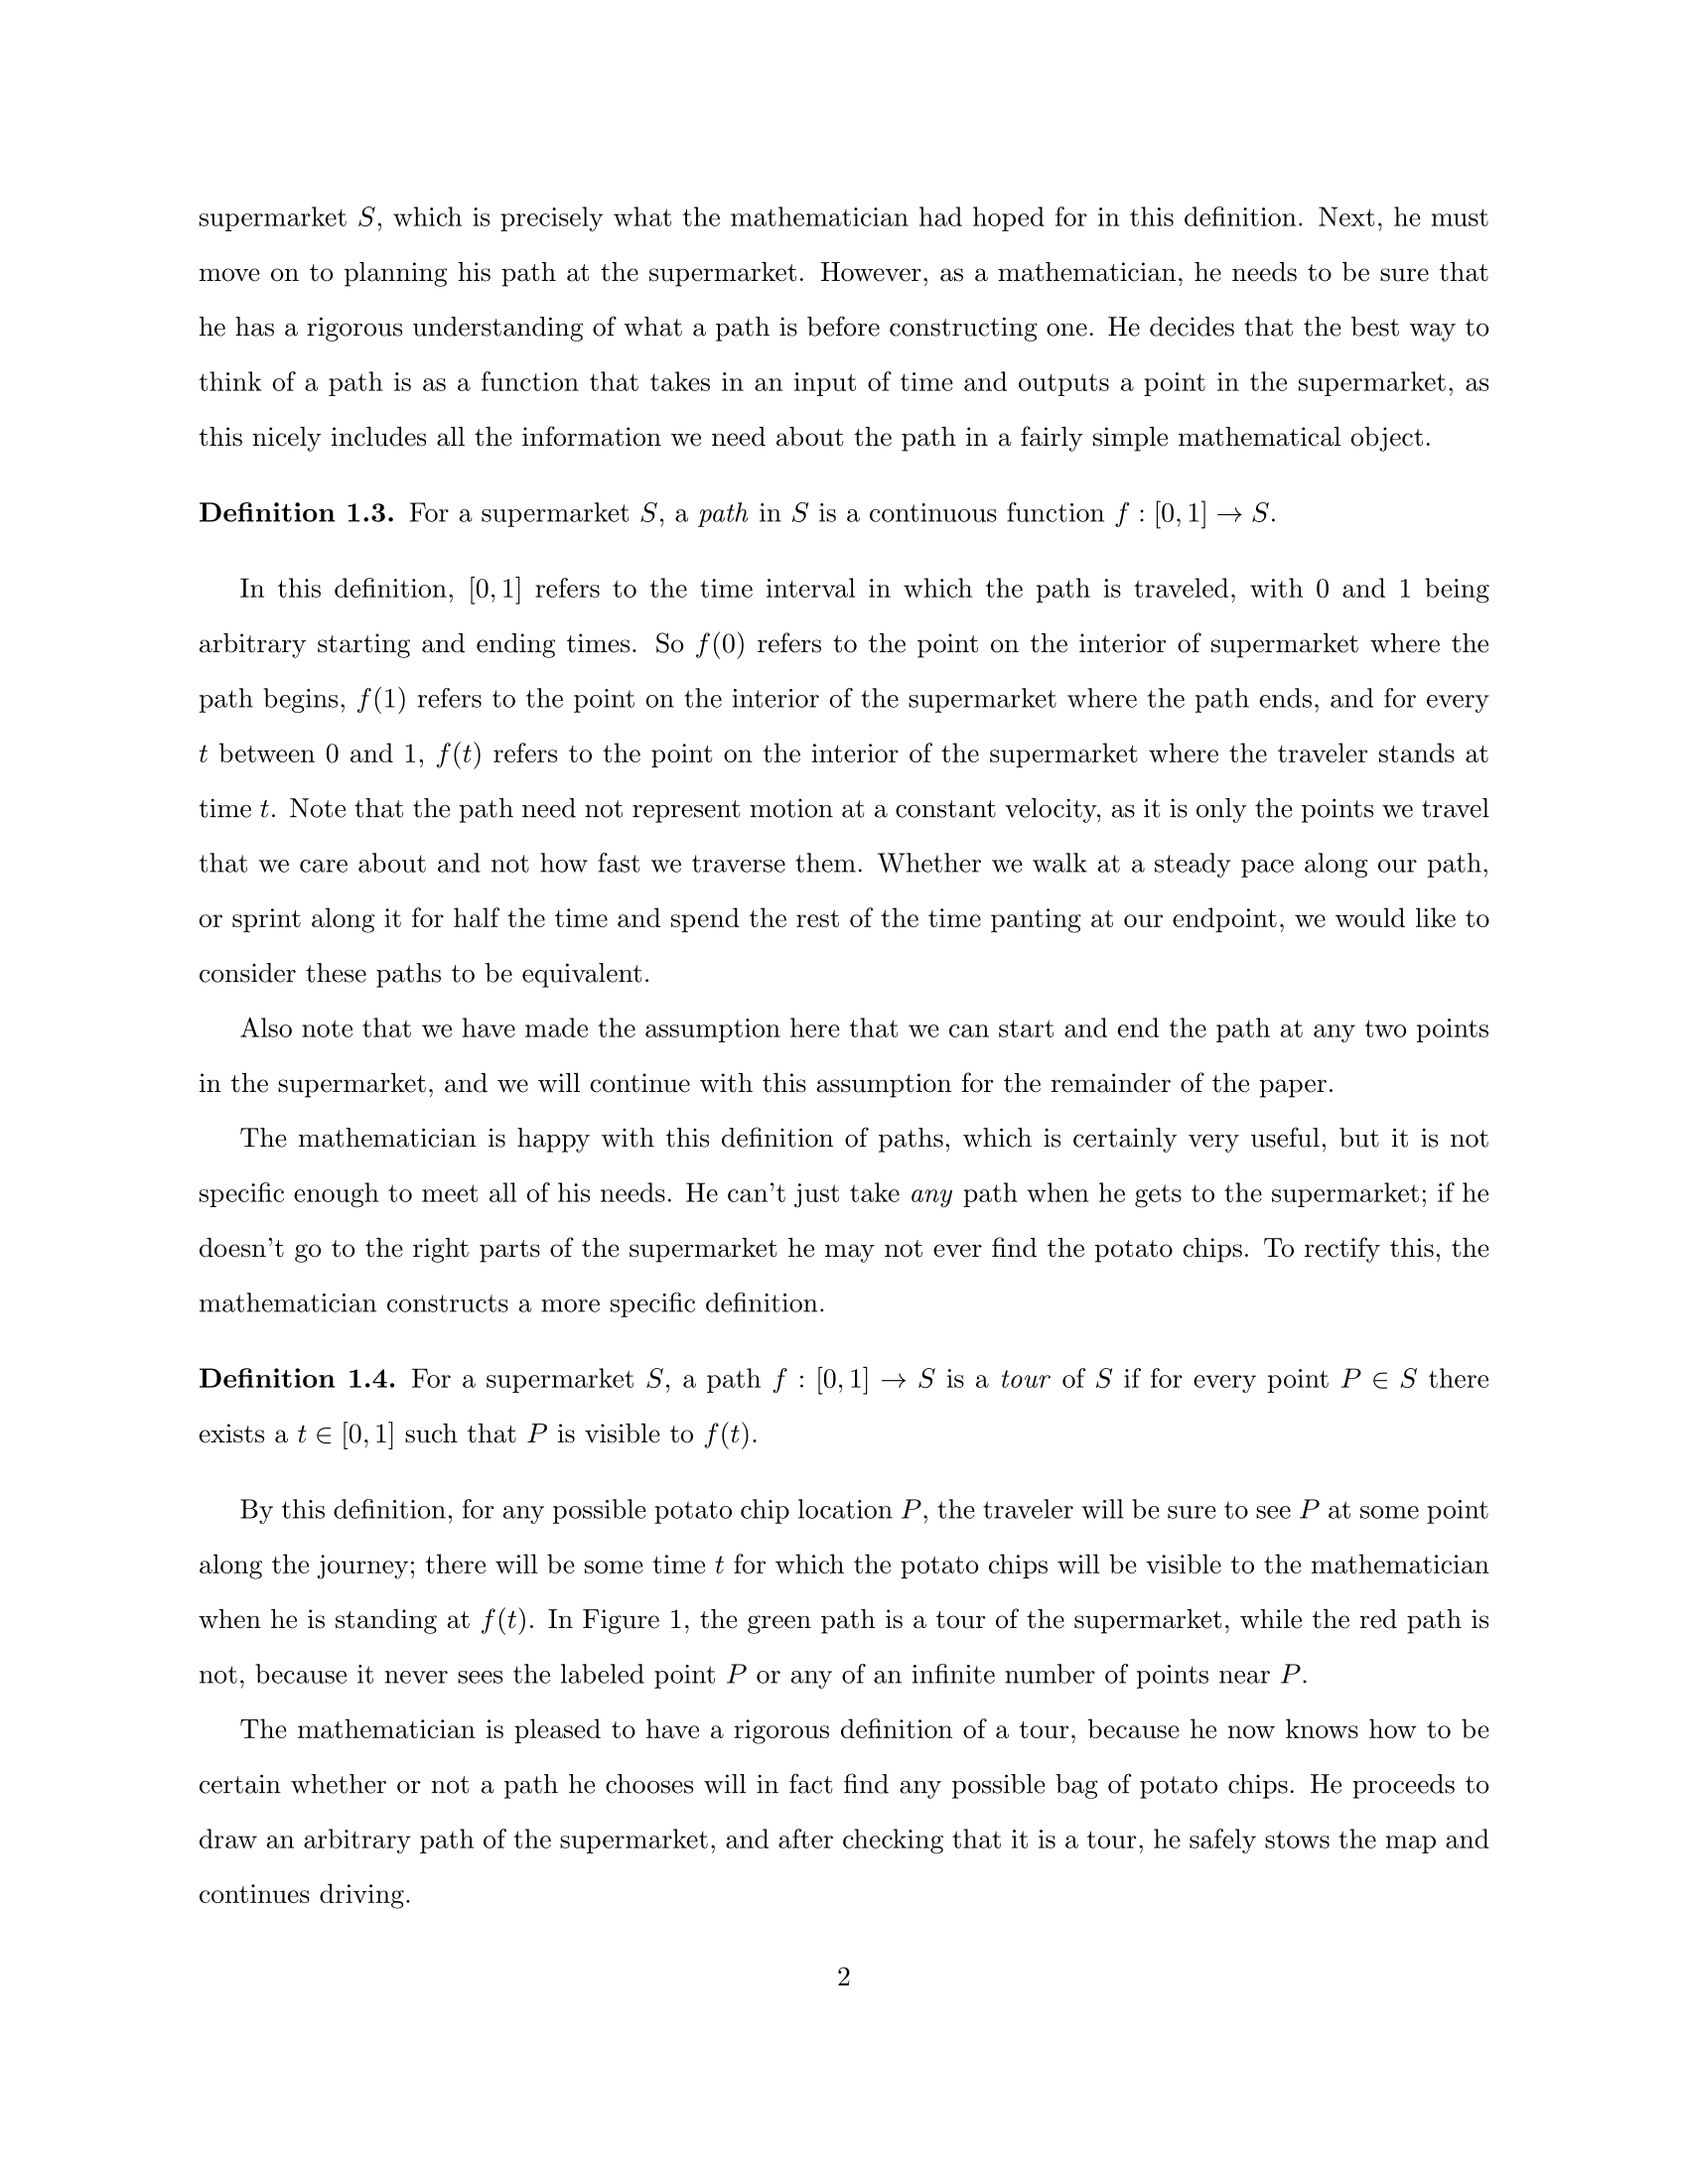 supermarket S, which is precisely what the mathematician had hoped for in this definition. Next, he must
move on to planning his path at the supermarket. However, as a mathematician, he needs to be sure that
he has a rigorous understanding of what a path is before constructing one. He decides that the best way to
think of a path is as a function that takes in an input of time and outputs a point in the supermarket, as
this nicely includes all the information we need about the path in a fairly simple mathematical object.
Definition 1.3. For a supermarket S, a path in S is a continuous function f : [0, 1] → S.
In this definition, [0, 1] refers to the time interval in which the path is traveled, with 0 and 1 being
arbitrary starting and ending times. So f(0) refers to the point on the interior of supermarket where the
path begins, f(1) refers to the point on the interior of the supermarket where the path ends, and for every
t between 0 and 1, f(t) refers to the point on the interior of the supermarket where the traveler stands at
time t. Note that the path need not represent motion at a constant velocity, as it is only the points we travel
that we care about and not how fast we traverse them. Whether we walk at a steady pace along our path,
or sprint along it for half the time and spend the rest of the time panting at our endpoint, we would like to
consider these paths to be equivalent.
Also note that we have made the assumption here that we can start and end the path at any two points
in the supermarket, and we will continue with this assumption for the remainder of the paper.
The mathematician is happy with this definition of paths, which is certainly very useful, but it is not
specific enough to meet all of his needs. He can't just take any path when he gets to the supermarket; if he
doesn't go to the right parts of the supermarket he may not ever find the potato chips. To rectify this, the
mathematician constructs a more specific definition.
Definition 1.4. For a supermarket S, a path f : [0, 1] → S is a tour of S if for every point P ∈ S there
exists a t ∈ [0, 1] such that P is visible to f(t).
By this definition, for any possible potato chip location P, the traveler will be sure to see P at some point
along the journey; there will be some time t for which the potato chips will be visible to the mathematician
when he is standing at f(t). In Figure 1, the green path is a tour of the supermarket, while the red path is
not, because it never sees the labeled point P or any of an infinite number of points near P.
The mathematician is pleased to have a rigorous definition of a tour, because he now knows how to be
certain whether or not a path he chooses will in fact find any possible bag of potato chips. He proceeds to
draw an arbitrary path of the supermarket, and after checking that it is a tour, he safely stows the map and
continues driving.
2